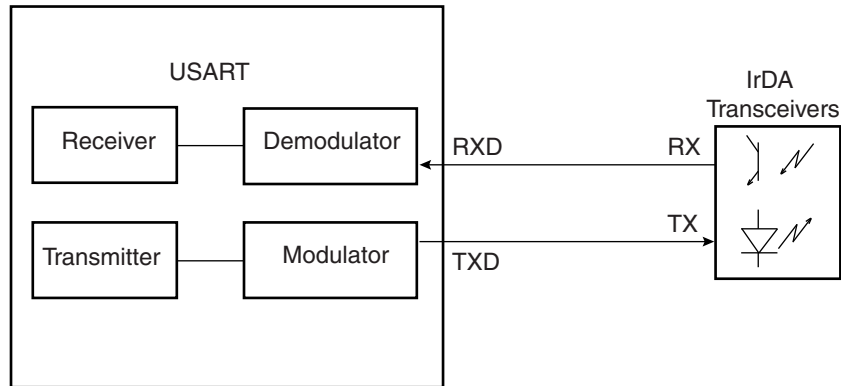 USART
IrDA
Transceivers
Receiver
Demodulator
RXD
RX
Transmitter
Modulator
TXD
TX